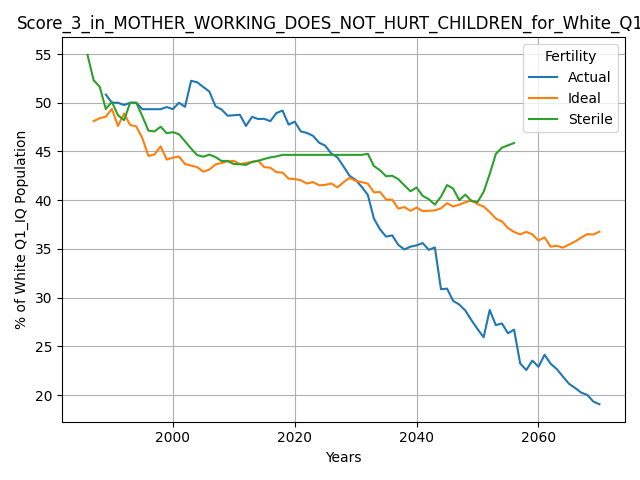 Score_3_in_MOTHER_WORKING_DOES_NOT_HURT_CHILDREN_for_White_Q1
Fertility
Actual
Ideal
Sterile
% of White Q1_IQ Population
55
50
45
40
35
30
25
20
2000
2020
2040
2060
Years